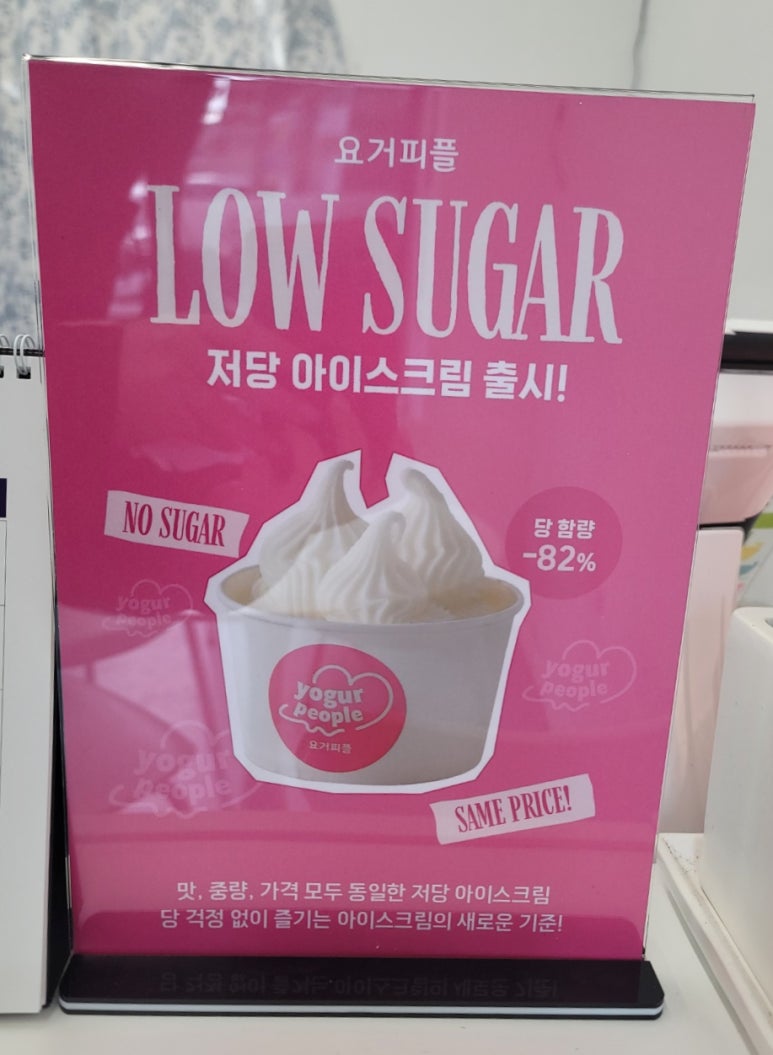 요거피플
LOW SUGAR
저당 아이스크림 출시!
NO SUGAR
당 함량
-82%
yogur
people
yogur
people
yogur
people
요거피플
yogur
people
SAME PRICE!
맛, 중량, 가격 모두 동일한 저당 아이스크림
당 걱정 없이 즐기는 아이스크림의 새로운 기준!